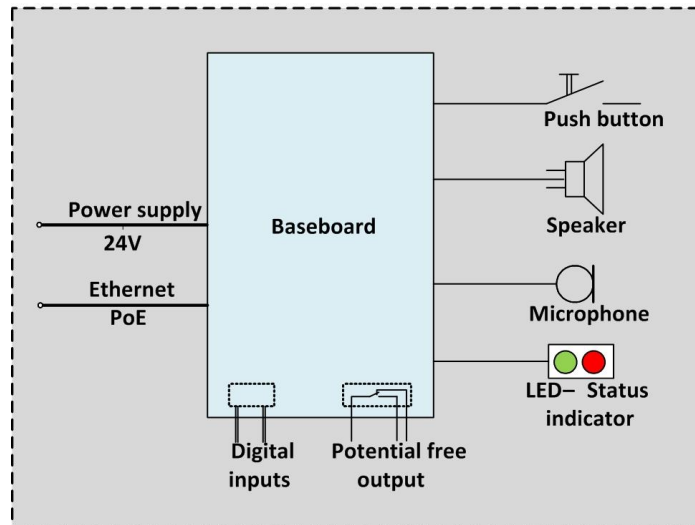 Push button
Speaker
Power supply
24V
Baseboard
Ethernet
PoE
Microphone
LED– Status
indicator
Digital
inputs
Potential free
output